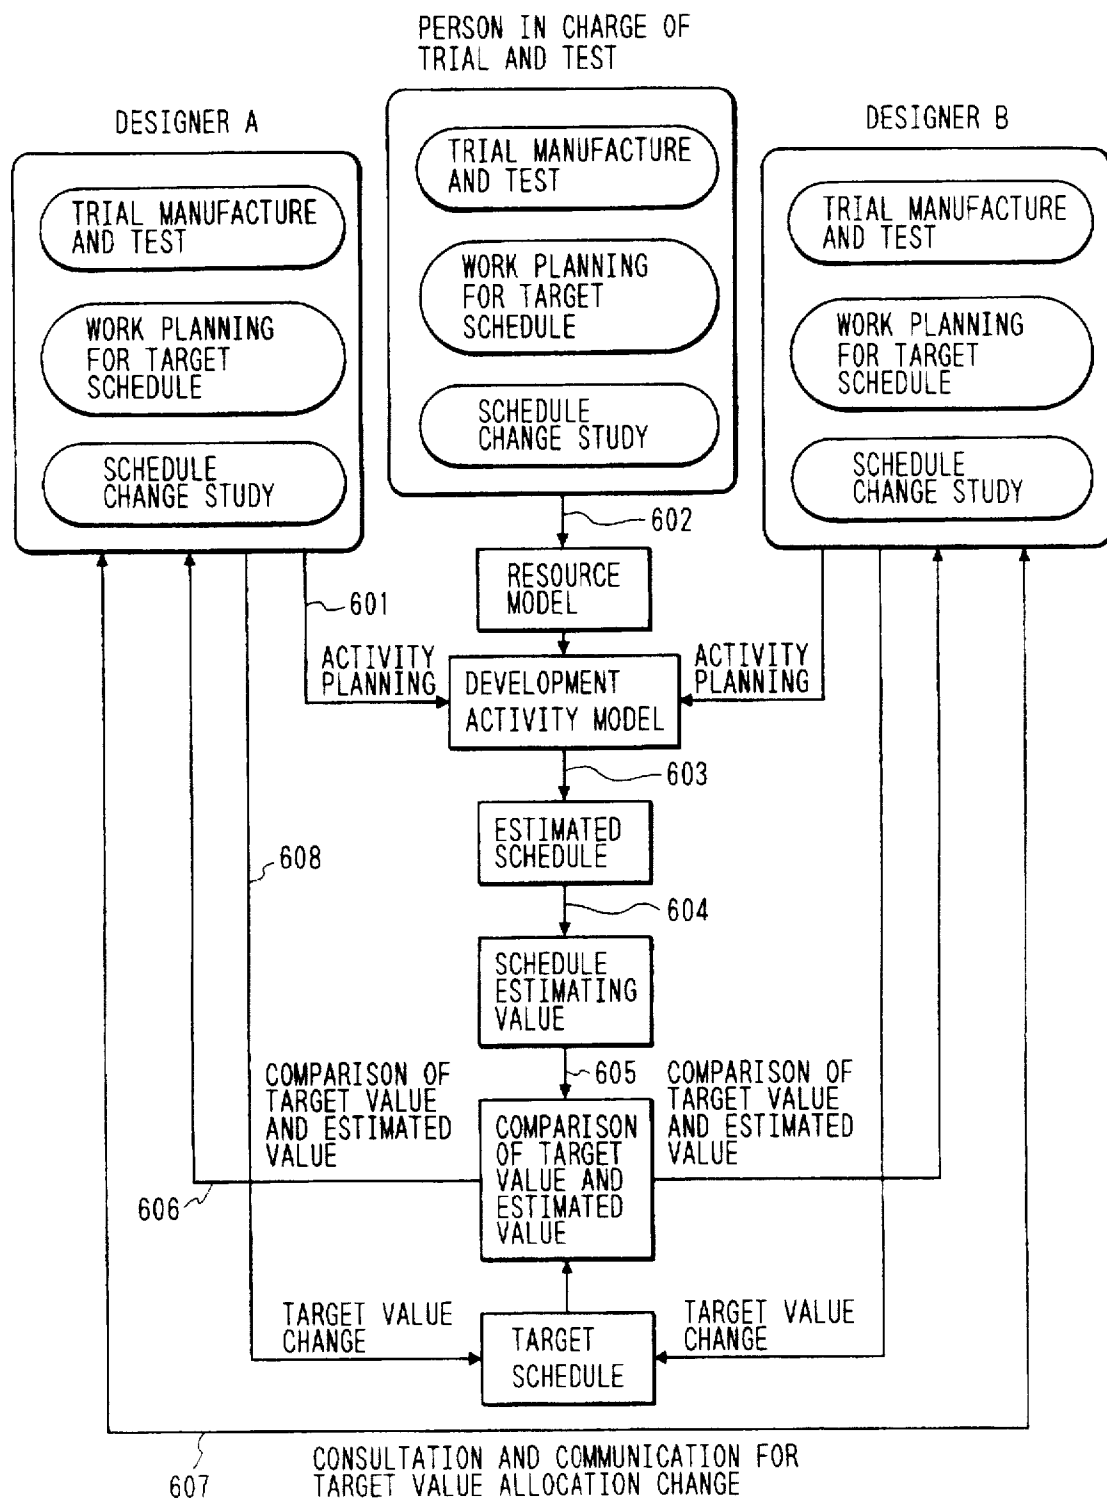 PERSON IN CHARGE OF
TRIAL AND TEST
DESIGNER A
DESIGNER B
TRIAL MANUFACTURE
AND TEST
WORK PLANNING
FOR TARGET
SCHEDULE
SCHEDULE
CHANGE STUDY
TRIAL MANUFACTURE
AND TEST
WORK PLANNING
FOR TARGET
SCHEDULE
SCHEDULE
CHANGE STUDY
TRIAL MANUFACTURE
AND TEST
WORK PLANNING
FOR TARGET
SCHEDULE
SCHEDULE
CHANGE STUDY
602
RESOURCE
MODEL
601
ACTIVITY
PLANNING
DEVELOPMENT
ACTIVITY MODEL
ACTIVITY
PLANNING
603
ESTIMATED
SCHEDULE
608
604
SCHEDULE
ESTIMATING
VALUE
605
COMPARISON OF
TARGET VALUE
AND ESTIMATED
VALUE
COMPARISON OF
TARGET VALUE
AND ESTIMATED
VALUE
COMPARISON
OF TARGET
VALUE AND
ESTIMATED
VALUE
606
TARGET VALUE
CHANGE
TARGET
SCHEDULE
TARGET VALUE
CHANGE
607
CONSULTATION AND COMMUNICATION FOR
TARGET VALUE ALLOCATION CHANGE